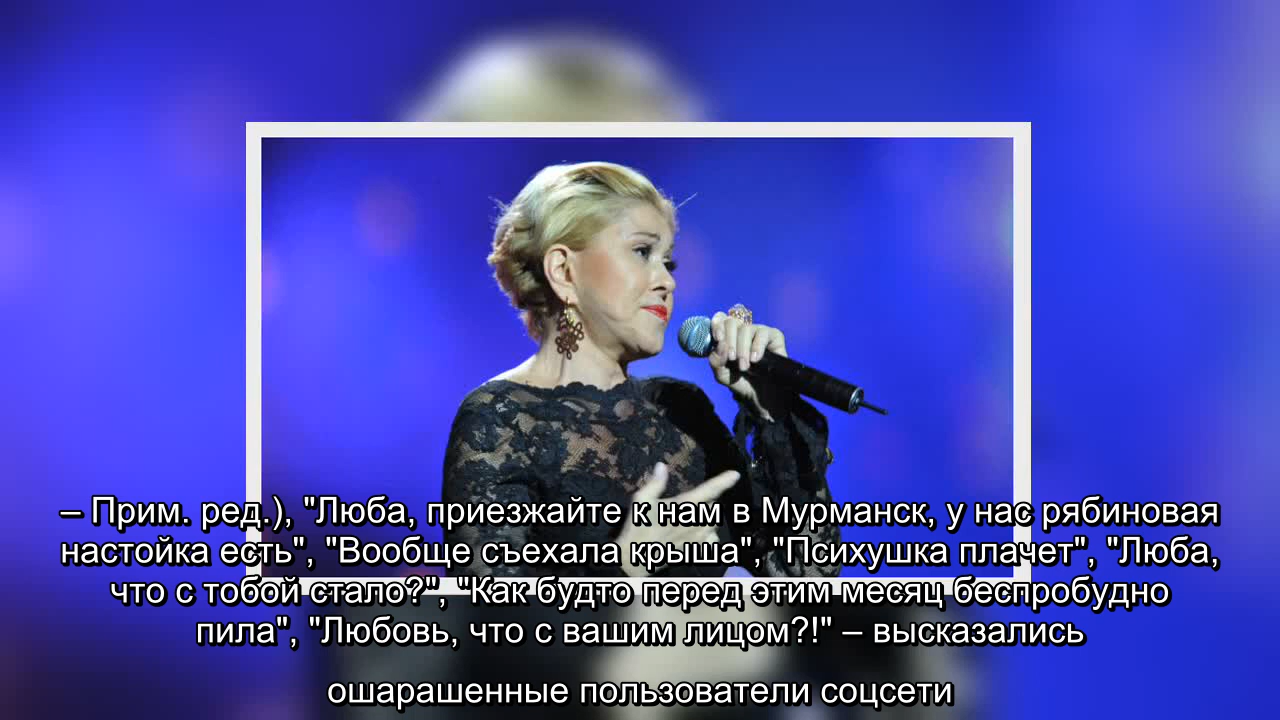 – Прим. ред.), "Люба, приезжайте к нам в Мурманск, у нас рябиновая
настойка есть", "Вообще съехала крыша", "Психушка плачет", "Люба,
что с тобой стало?", "Как будто перед этим месяц беспробудно
пила", "Любовь, что с вашим лицом?!" – высказались
ошарашенные пользователи соцсети